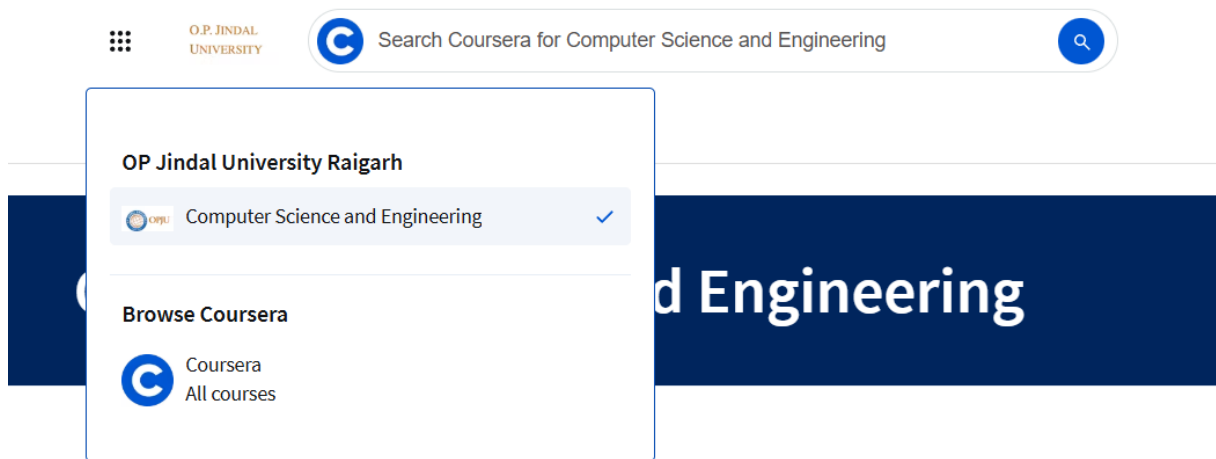 O.P. JINDAL
UNIVERSITY
Search Coursera for Computer Science and Engineering
OP Jindal University Raigarh
OPJU
Computer Science and Engineering
d Engineering
Browse Coursera
Coursera
All courses